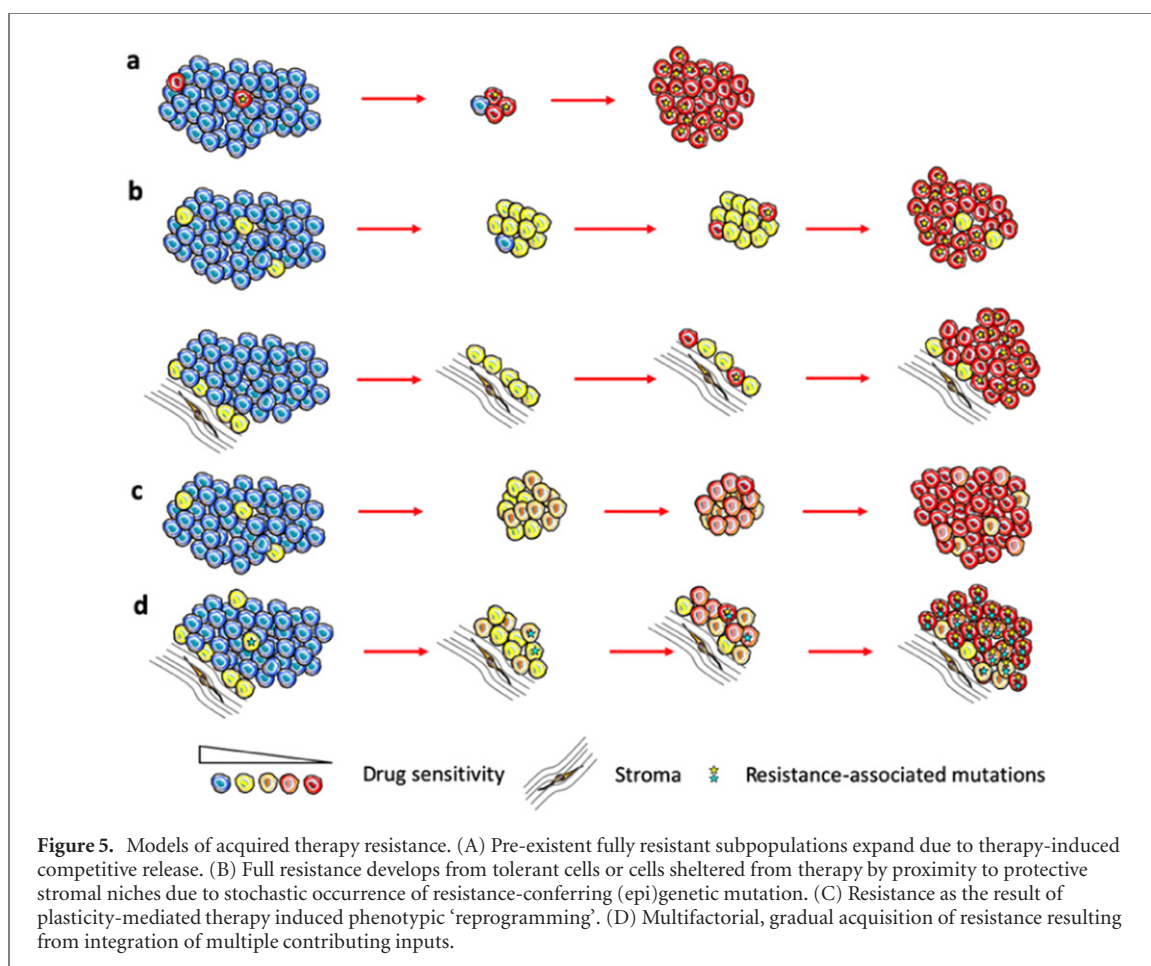 a
b
c
d
Drug sensitivity
Stroma
Resistance-associated mutations
Figure 5. Models of acquired therapy resistance. (A) Pre-existent fully resistant subpopulations expand due to therapy-induced
competitive release. (B) Full resistance develops from tolerant cells or cells sheltered from therapy by proximity to protective
stromal niches due to stochastic occurrence of resistance-conferring (epi)genetic mutation. (C) Resistance as the result of
plasticity-mediated therapy induced phenotypic ‘reprogramming’. (D) Multifactorial, gradual acquisition of resistance resulting
from integration of multiple contributing inputs.